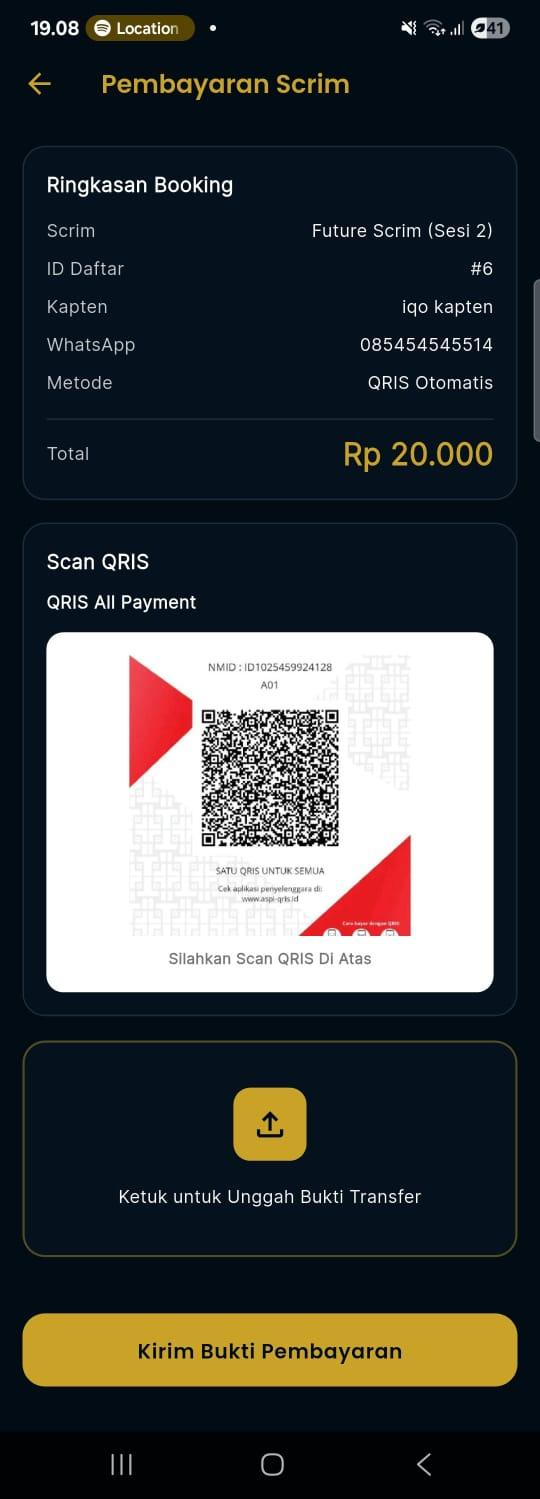 19.08 Location
41
Pembayaran Scrim
Ringkasan Booking
Scrim Future Scrim (Sesi 2)
ID Daftar #6
Kapten iqo kapten
WhatsApp 085454545514
Metode QRIS Otomatis
Total Rp 20.000
Scan QRIS
QRIS All Payment
NMID : ID1025459924128
A01
SATU QRIS UNTUK SEMUA
Cek aplikasi penyelenggara di:
www.aspi-qris.id
Cara bayar dengan QRIS
Silahkan Scan QRIS Di Atas
Ketuk untuk Unggah Bukti Transfer
Kirim Bukti Pembayaran